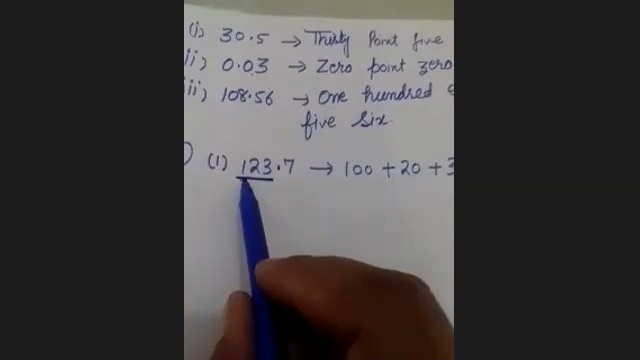 (i) 30.5 → Thirty Point five
ii) 0.03 → Zero point zero
iii) 108.56 → One hundred
five six.
(1) 123.7 → 100 + 20 + 3